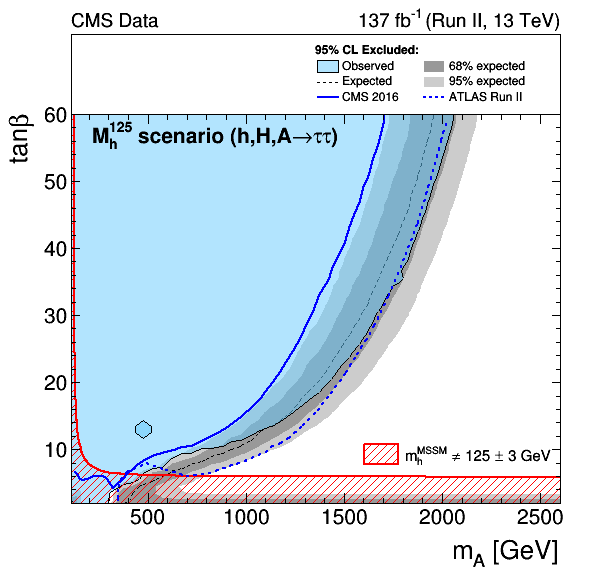 CMS Data 137 fb⁻¹ (Run II, 13 TeV)
95% CL Excluded:
Observed 68% expected
Expected 95% expected
CMS 2016 ATLAS Run II
M_h^125 scenario (h,H,A→ττ)
tanβ
60
50
40
30
20
10
m_h^MSSM ≠ 125 ± 3 GeV
500 1000 1500 2000 2500
m_A [GeV]